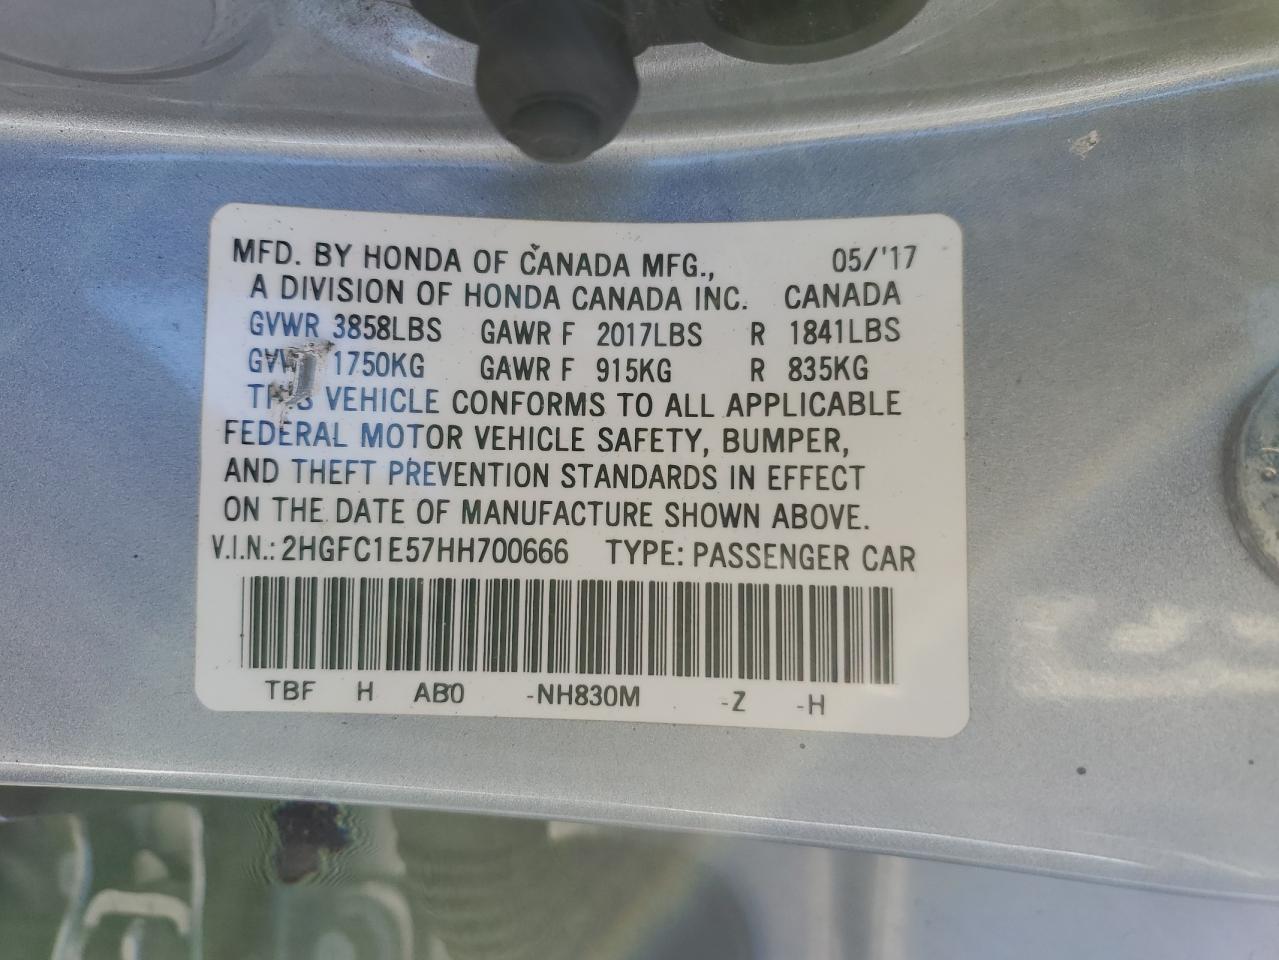 MFD. BY HONDA OF CANADA MFG., 05/'17
A DIVISION OF HONDA CANADA INC. CANADA
GVWR 3858LBS GAWR F 2017LBS R 1841LBS
GVWR 1750KG GAWR F 915KG R 835KG
THIS VEHICLE CONFORMS TO ALL APPLICABLE
FEDERAL MOTOR VEHICLE SAFETY, BUMPER,
AND THEFT PREVENTION STANDARDS IN EFFECT
ON THE DATE OF MANUFACTURE SHOWN ABOVE.
V.I.N.: 2HGFC1E57HH700666 TYPE: PASSENGER CAR
TBF H AB0 -NH830M -Z -H